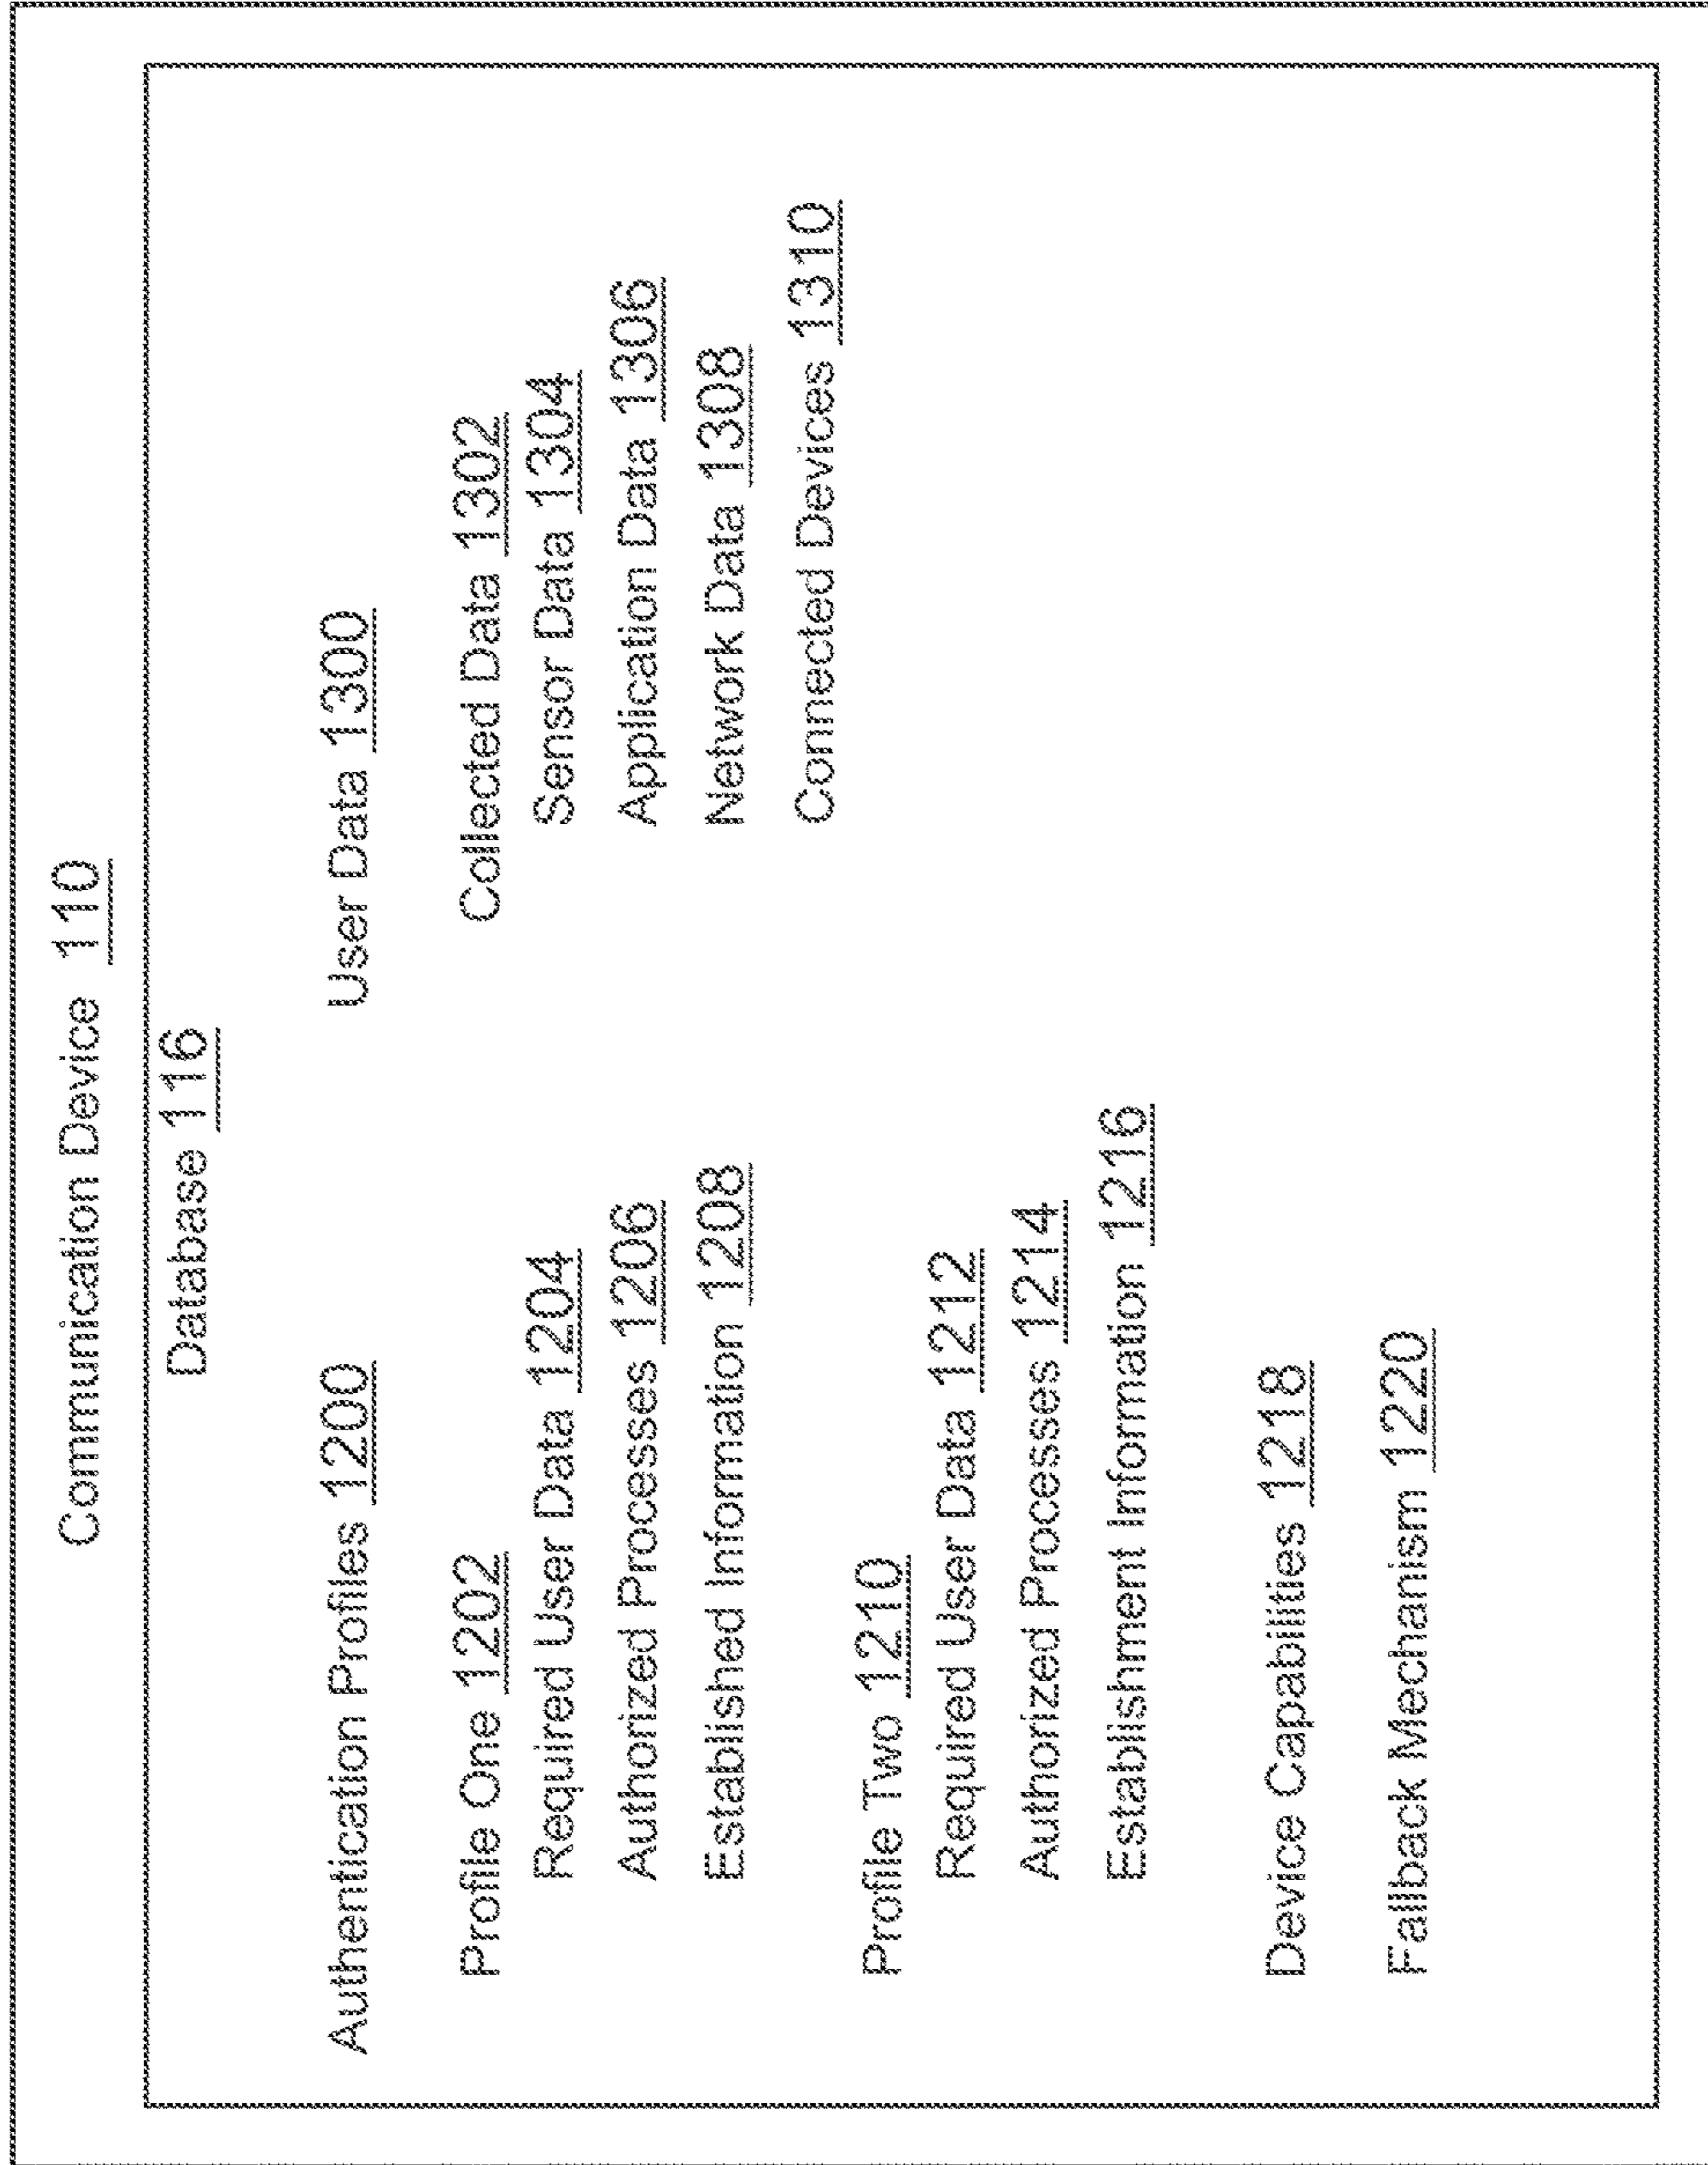 Communication Device 110
Database 116
Authentication Profiles 1200
Profile One 1202
Required User Data 1204
Authorized Processes 1206
Established Information 1208
Profile Two 1210
Required User Data 1212
Authorized Processes 1214
Establishment Information 1216
Device Capabilities 1218
Fallback Mechanism 1220
User Data 1300
Collected Data 1302
Sensor Data 1304
Application Data 1306
Network Data 1308
Connected Devices 1310